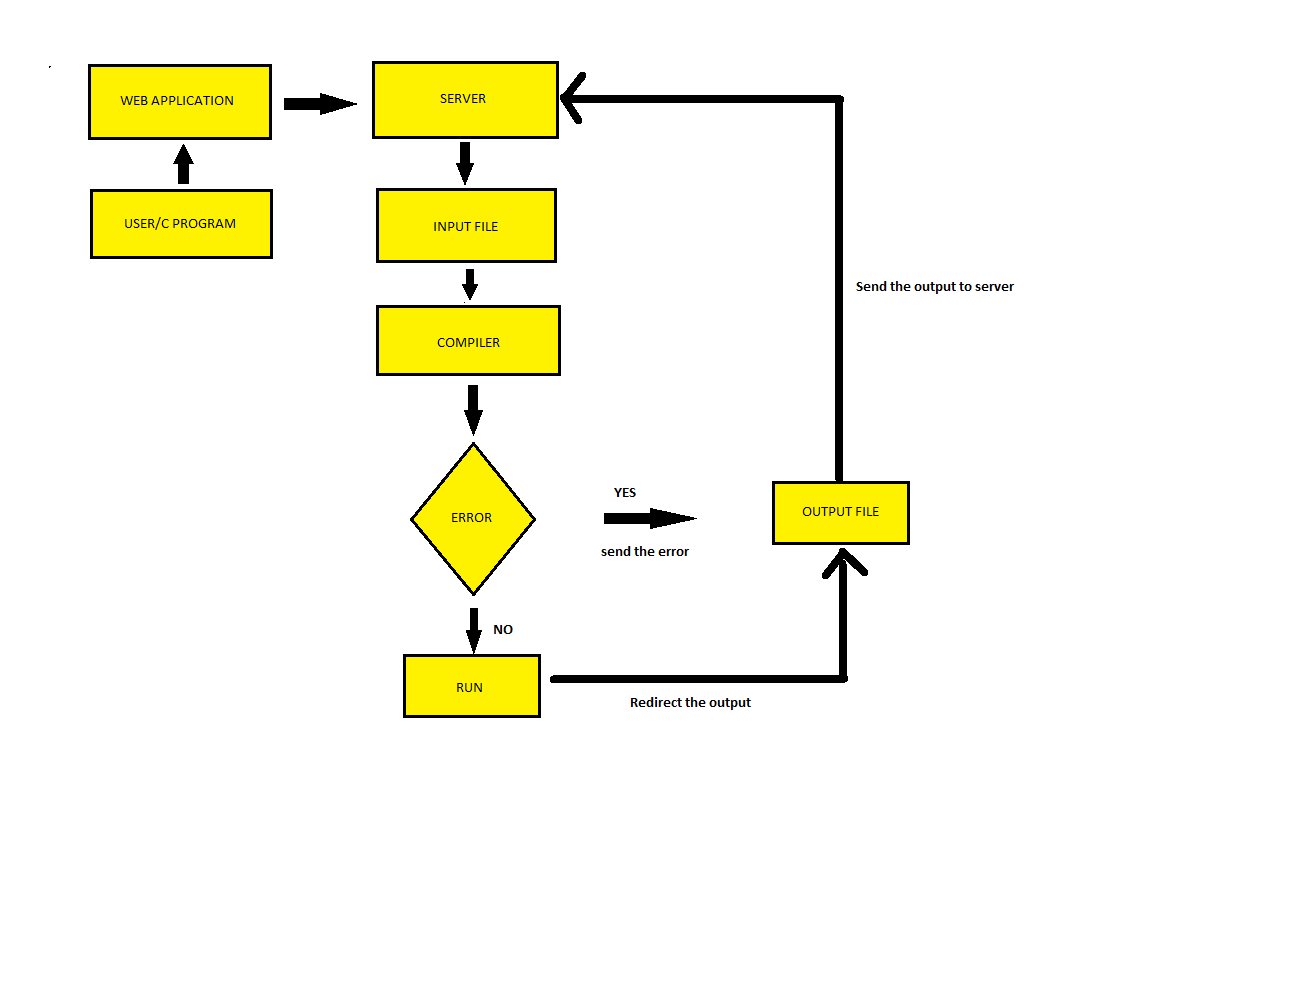 WEB APPLICATION
SERVER
USER/C PROGRAM
INPUT FILE
Send the output to server
COMPILER
YES
ERROR
OUTPUT FILE
send the error
NO
RUN
Redirect the output